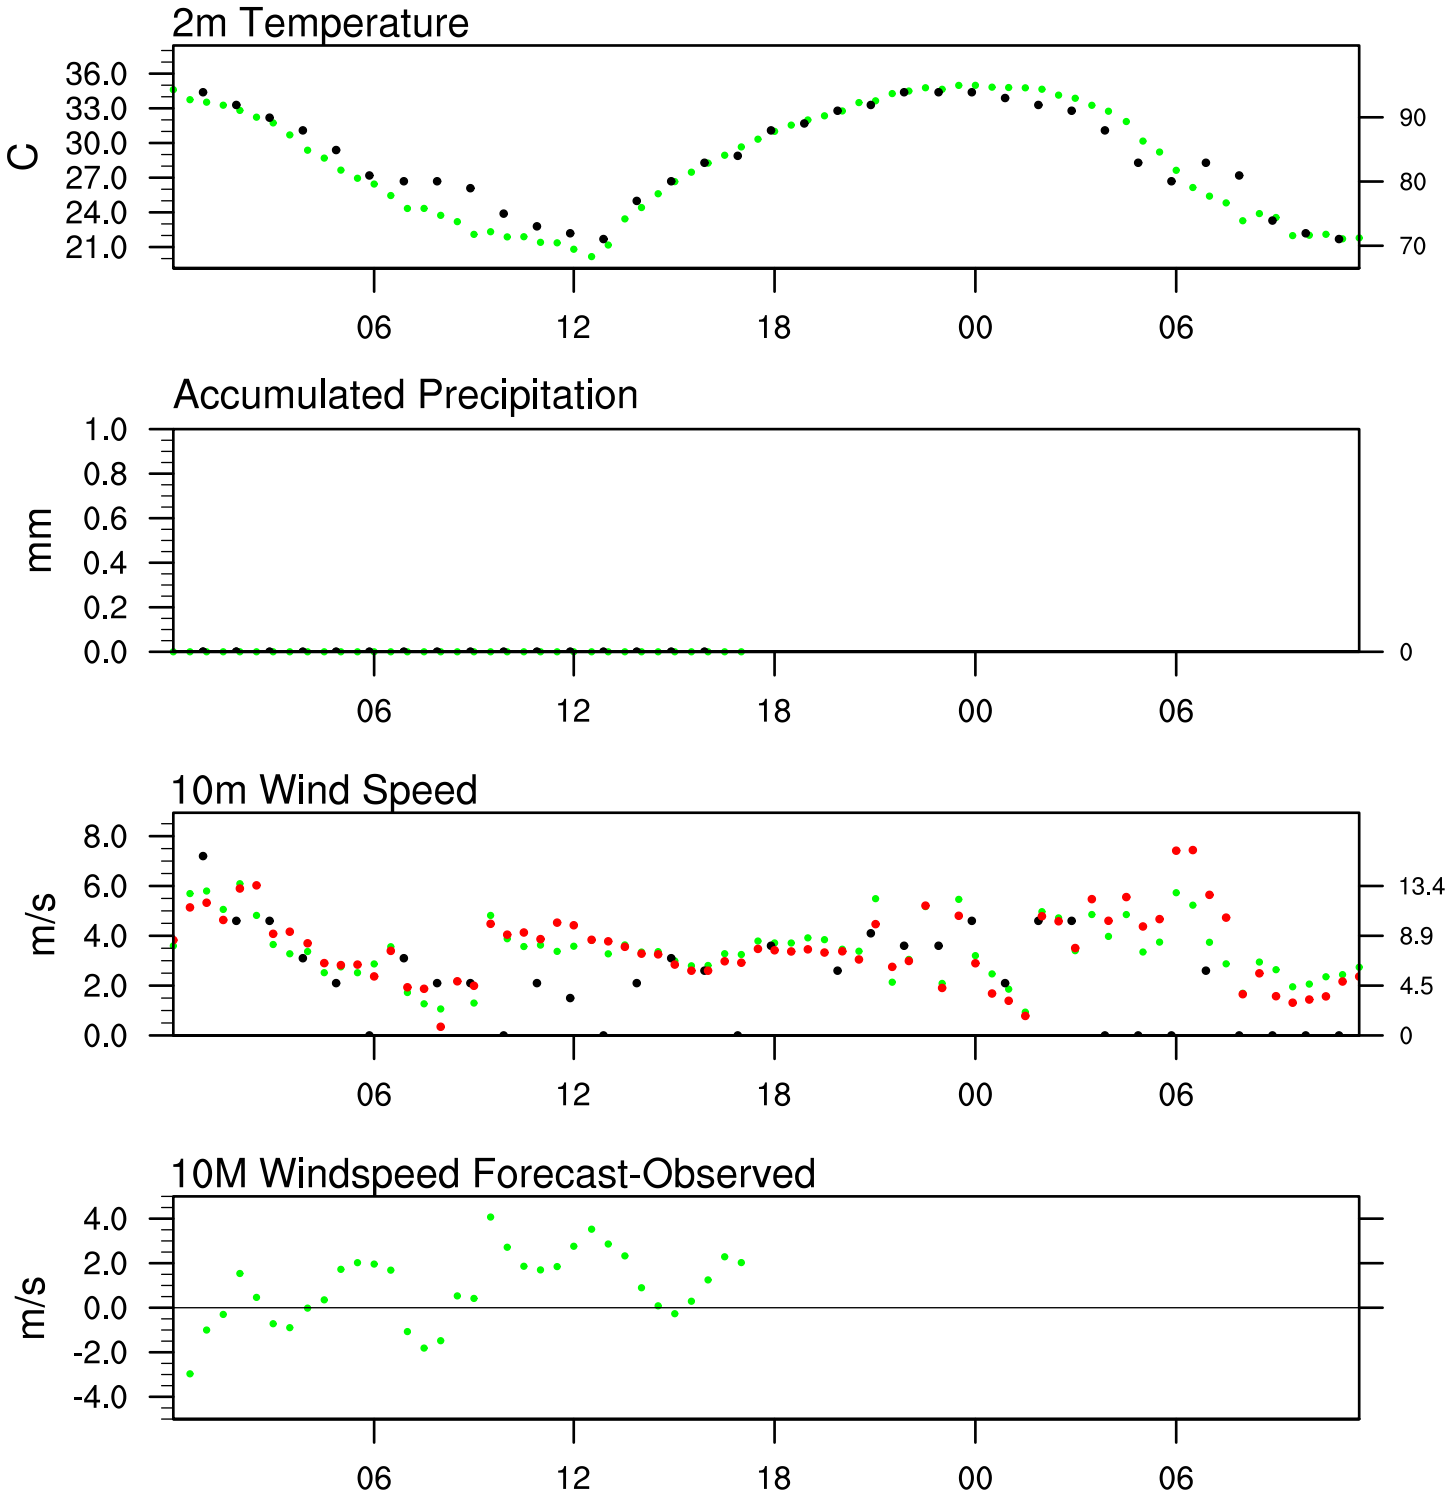 2m Temperature
36.0
33.0
30.0
27.0
24.0
21.0
C
90
80
70
06 12 18 00 06
Accumulated Precipitation
1.0
0.8
0.6
0.4
0.2
0.0
mm
0
06 12 18 00 06
10m Wind Speed
8.0
6.0
4.0
2.0
0.0
m/s
13.4
8.9
4.5
0
06 12 18 00 06
10M Windspeed Forecast-Observed
4.0
2.0
0.0
-2.0
-4.0
m/s
06 12 18 00 06